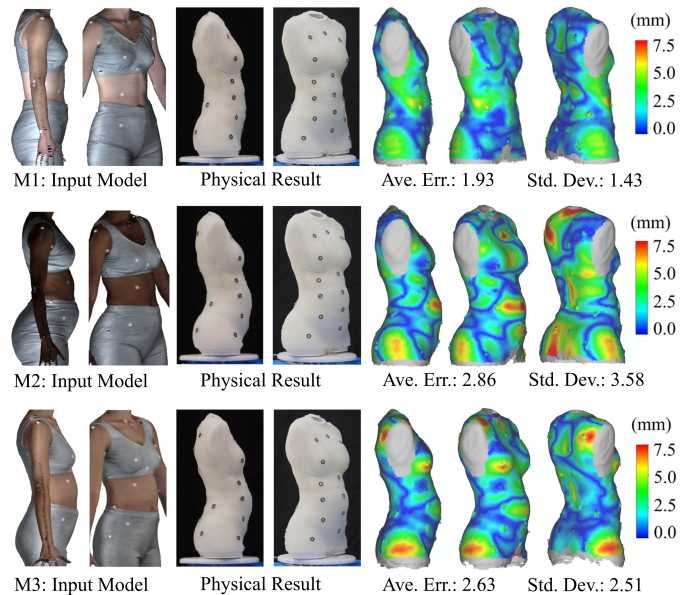 (mm)
7.5
5.0
2.5
0.0
M1: Input Model Physical Result Ave. Err.: 1.93 Std. Dev.: 1.43
(mm)
7.5
5.0
2.5
0.0
M2: Input Model Physical Result Ave. Err.: 2.86 Std. Dev.: 3.58
(mm)
7.5
5.0
2.5
0.0
M3: Input Model Physical Result Ave. Err.: 2.63 Std. Dev.: 2.51